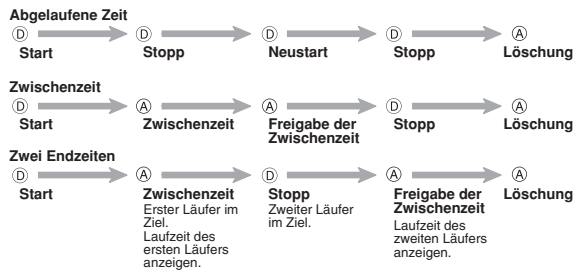 Abgelaufene Zeit
Ⓓ Ⓓ Ⓓ Ⓓ Ⓐ
Start Stopp Neustart Stopp Löschung
Zwischenzeit
Ⓓ Ⓐ Ⓐ Ⓓ Ⓐ
Start Zwischenzeit Freigabe der Zwischenzeit Stopp Löschung
Zwei Endzeiten
Ⓓ Ⓐ Ⓓ Ⓐ Ⓐ
Start Zwischenzeit Stopp Freigabe der Zwischenzeit Löschung
Erster Läufer im
Ziel.
Laufzeit des
ersten Läufers
anzeigen.
Zweiter Läufer
im Ziel.
Laufzeit des
zweiten Läufers
anzeigen.